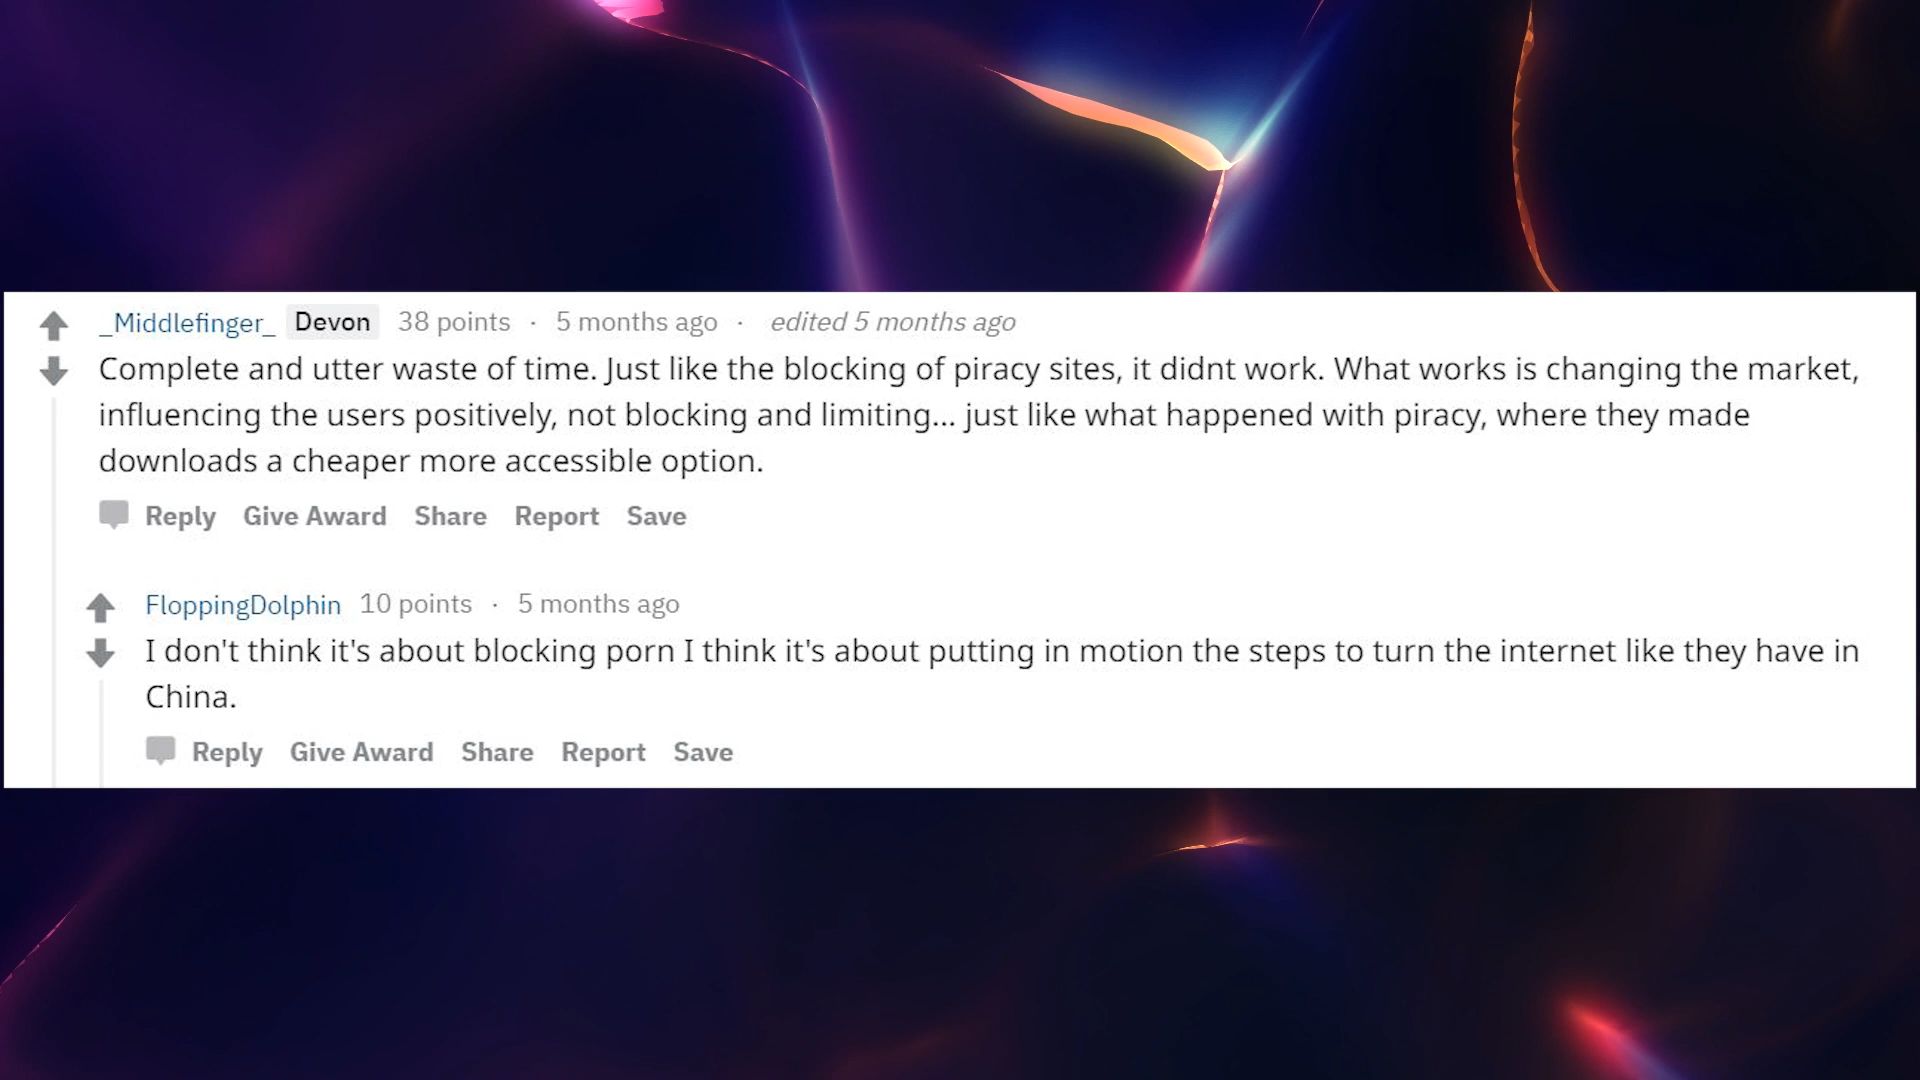 _Middlefinger_ Devon 38 points · 5 months ago · edited 5 months ago
Complete and utter waste of time. Just like the blocking of piracy sites, it didnt work. What works is changing the market,
influencing the users positively, not blocking and limiting... just like what happened with piracy, where they made
downloads a cheaper more accessible option.
Reply Give Award Share Report Save
FloppingDolphin 10 points · 5 months ago
I don't think it's about blocking porn I think it's about putting in motion the steps to turn the internet like they have in
China.
Reply Give Award Share Report Save